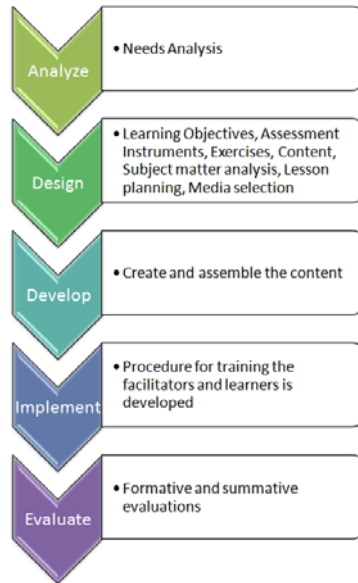 Analyze
• Needs Analysis
Design
• Learning Objectives, Assessment
Instruments, Exercises, Content,
Subject matter analysis, Lesson
planning, Media selection
Develop
• Create and assemble the content
Implement
• Procedure for training the
facilitators and learners is
developed
Evaluate
• Formative and summative
evaluations